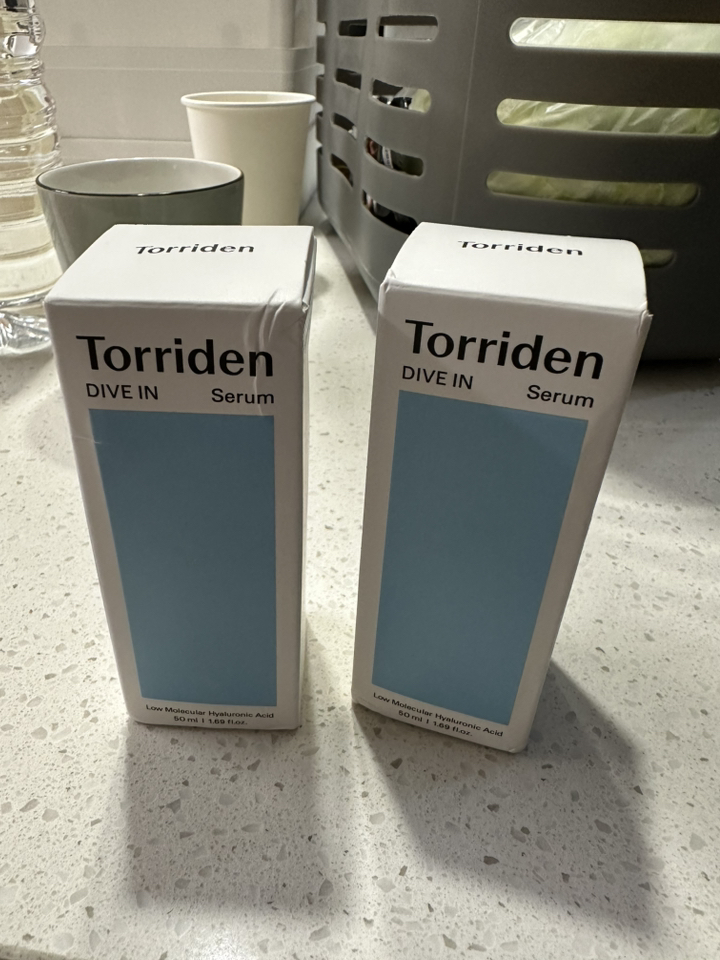 Torriden
Torriden
DIVE IN Serum
Low Molecular Hyaluronic Acid
50 ml | 1.69 fl.oz.
Torriden
Torriden
DIVE IN Serum
Low Molecular Hyaluronic Acid
50 ml | 1.69 fl.oz.